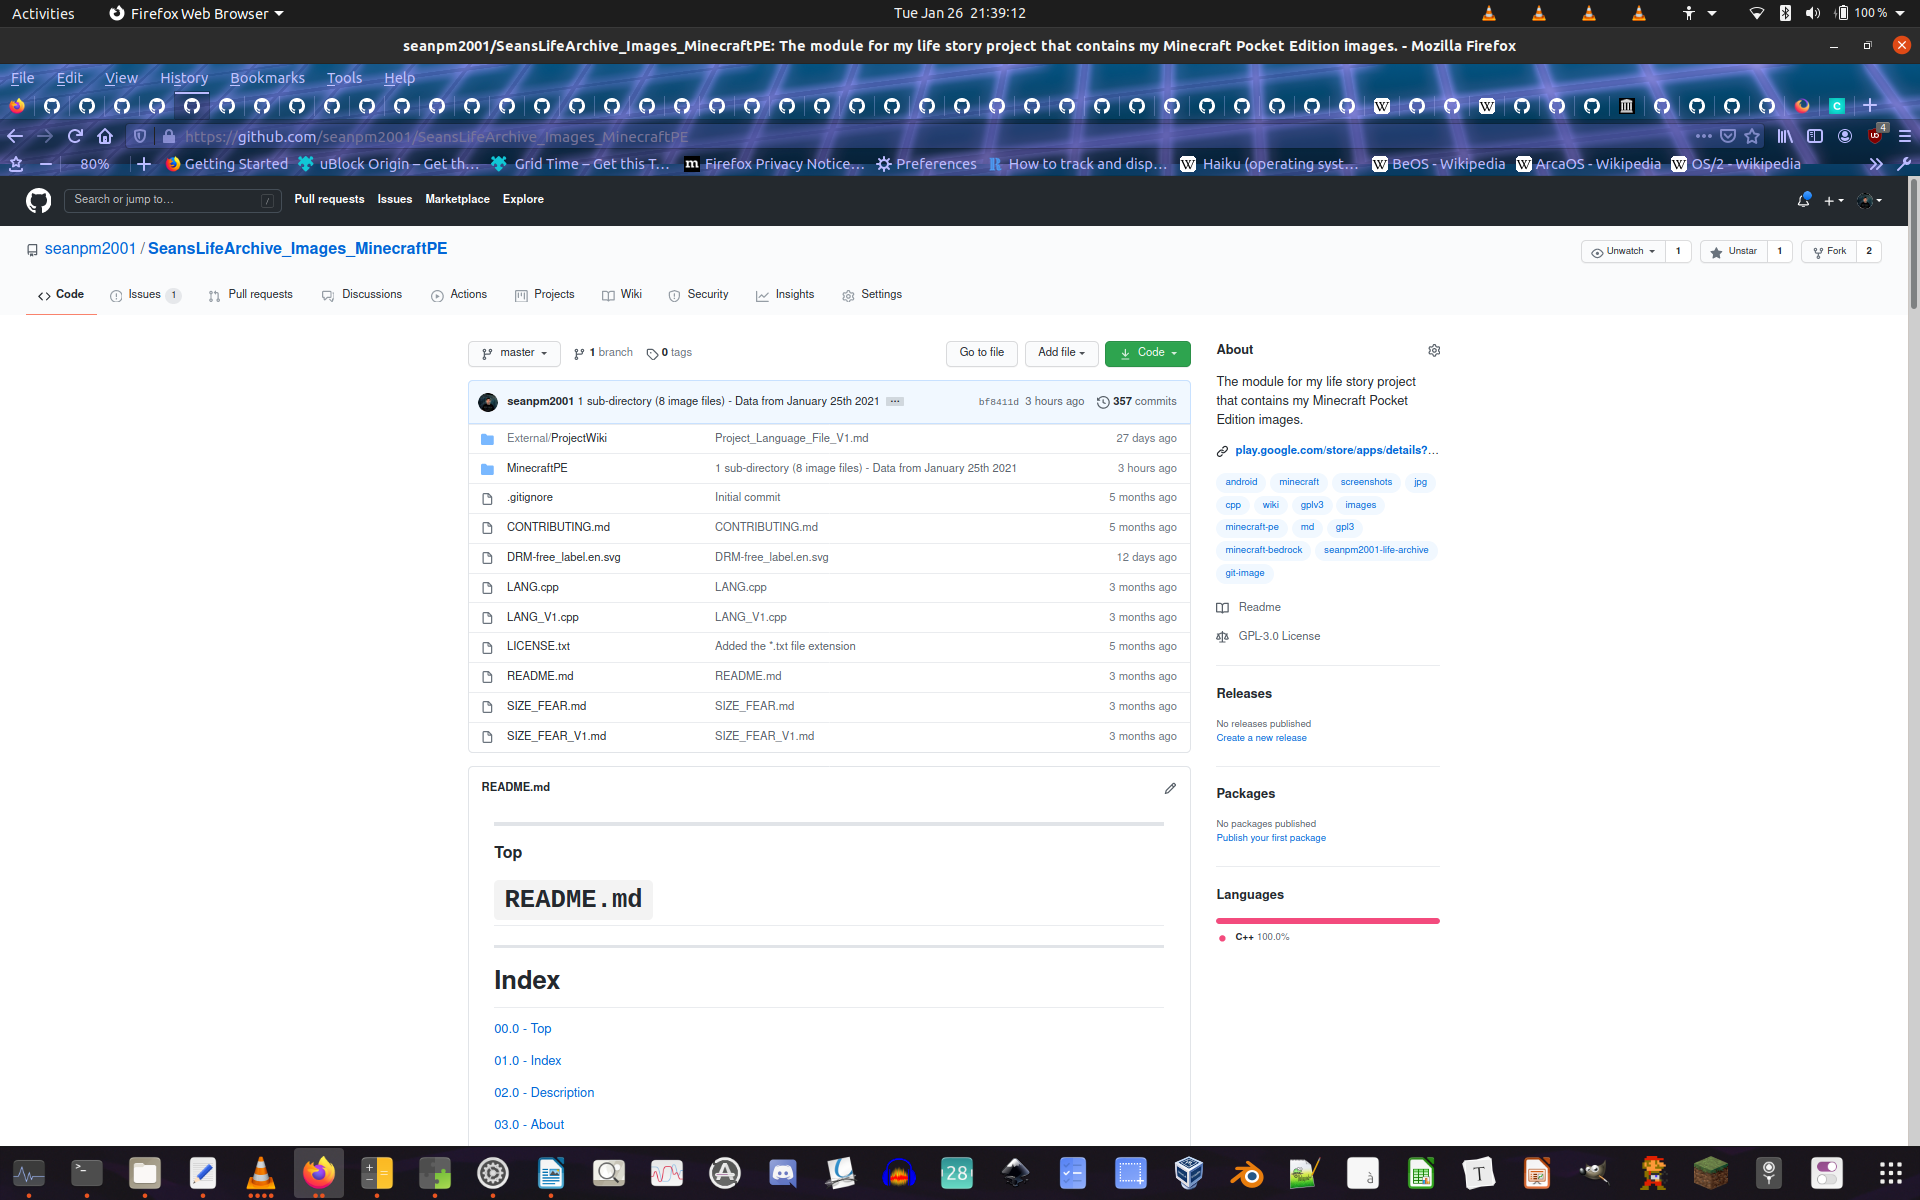 Activities Firefox Web Browser Tue Jan 26 21:39:12 100 %
seanpm2001/SeansLifeArchive_Images_MinecraftPE: The module for my life story project that contains my Minecraft Pocket Edition images. - Mozilla Firefox
File Edit View History Bookmarks Tools Help
https://github.com/seanpm2001/SeansLifeArchive_Images_MinecraftPE 4
80% Getting Started uBlock Origin – Get th… Grid Time – Get this T… Firefox Privacy Notice… Preferences How to track and disp… Haiku (operating syst… BeOS - Wikipedia ArcaOS - Wikipedia OS/2 - Wikipedia
Search or jump to… / Pull requests Issues Marketplace Explore
seanpm2001 / SeansLifeArchive_Images_MinecraftPE Unwatch 1 Unstar 1 Fork 2
Code Issues 1 Pull requests Discussions Actions Projects Wiki Security Insights Settings
master 1 branch 0 tags Go to file Add file Code
seanpm2001 1 sub-directory (8 image files) - Data from January 25th 2021 ... bf8411d 3 hours ago 357 commits
External/ProjectWiki Project_Language_File_V1.md 27 days ago
MinecraftPE 1 sub-directory (8 image files) - Data from January 25th 2021 3 hours ago
.gitignore Initial commit 5 months ago
CONTRIBUTING.md CONTRIBUTING.md 5 months ago
DRM-free_label.en.svg DRM-free_label.en.svg 12 days ago
LANG.cpp LANG.cpp 3 months ago
LANG_V1.cpp LANG_V1.cpp 3 months ago
LICENSE.txt Added the *.txt file extension 5 months ago
README.md README.md 3 months ago
SIZE_FEAR.md SIZE_FEAR.md 3 months ago
SIZE_FEAR_V1.md SIZE_FEAR_V1.md 3 months ago
README.md
Top
README.md
Index
00.0 - Top
01.0 - Index
02.0 - Description
03.0 - About
About
The module for my life story project
that contains my Minecraft Pocket
Edition images.
play.google.com/store/apps/details?…
android minecraft screenshots jpg
cpp wiki gplv3 images
minecraft-pe md gpl3
minecraft-bedrock seanpm2001-life-archive
git-image
Readme
GPL-3.0 License
Releases
No releases published
Create a new release
Packages
No packages published
Publish your first package
Languages
C++ 100.0%
28